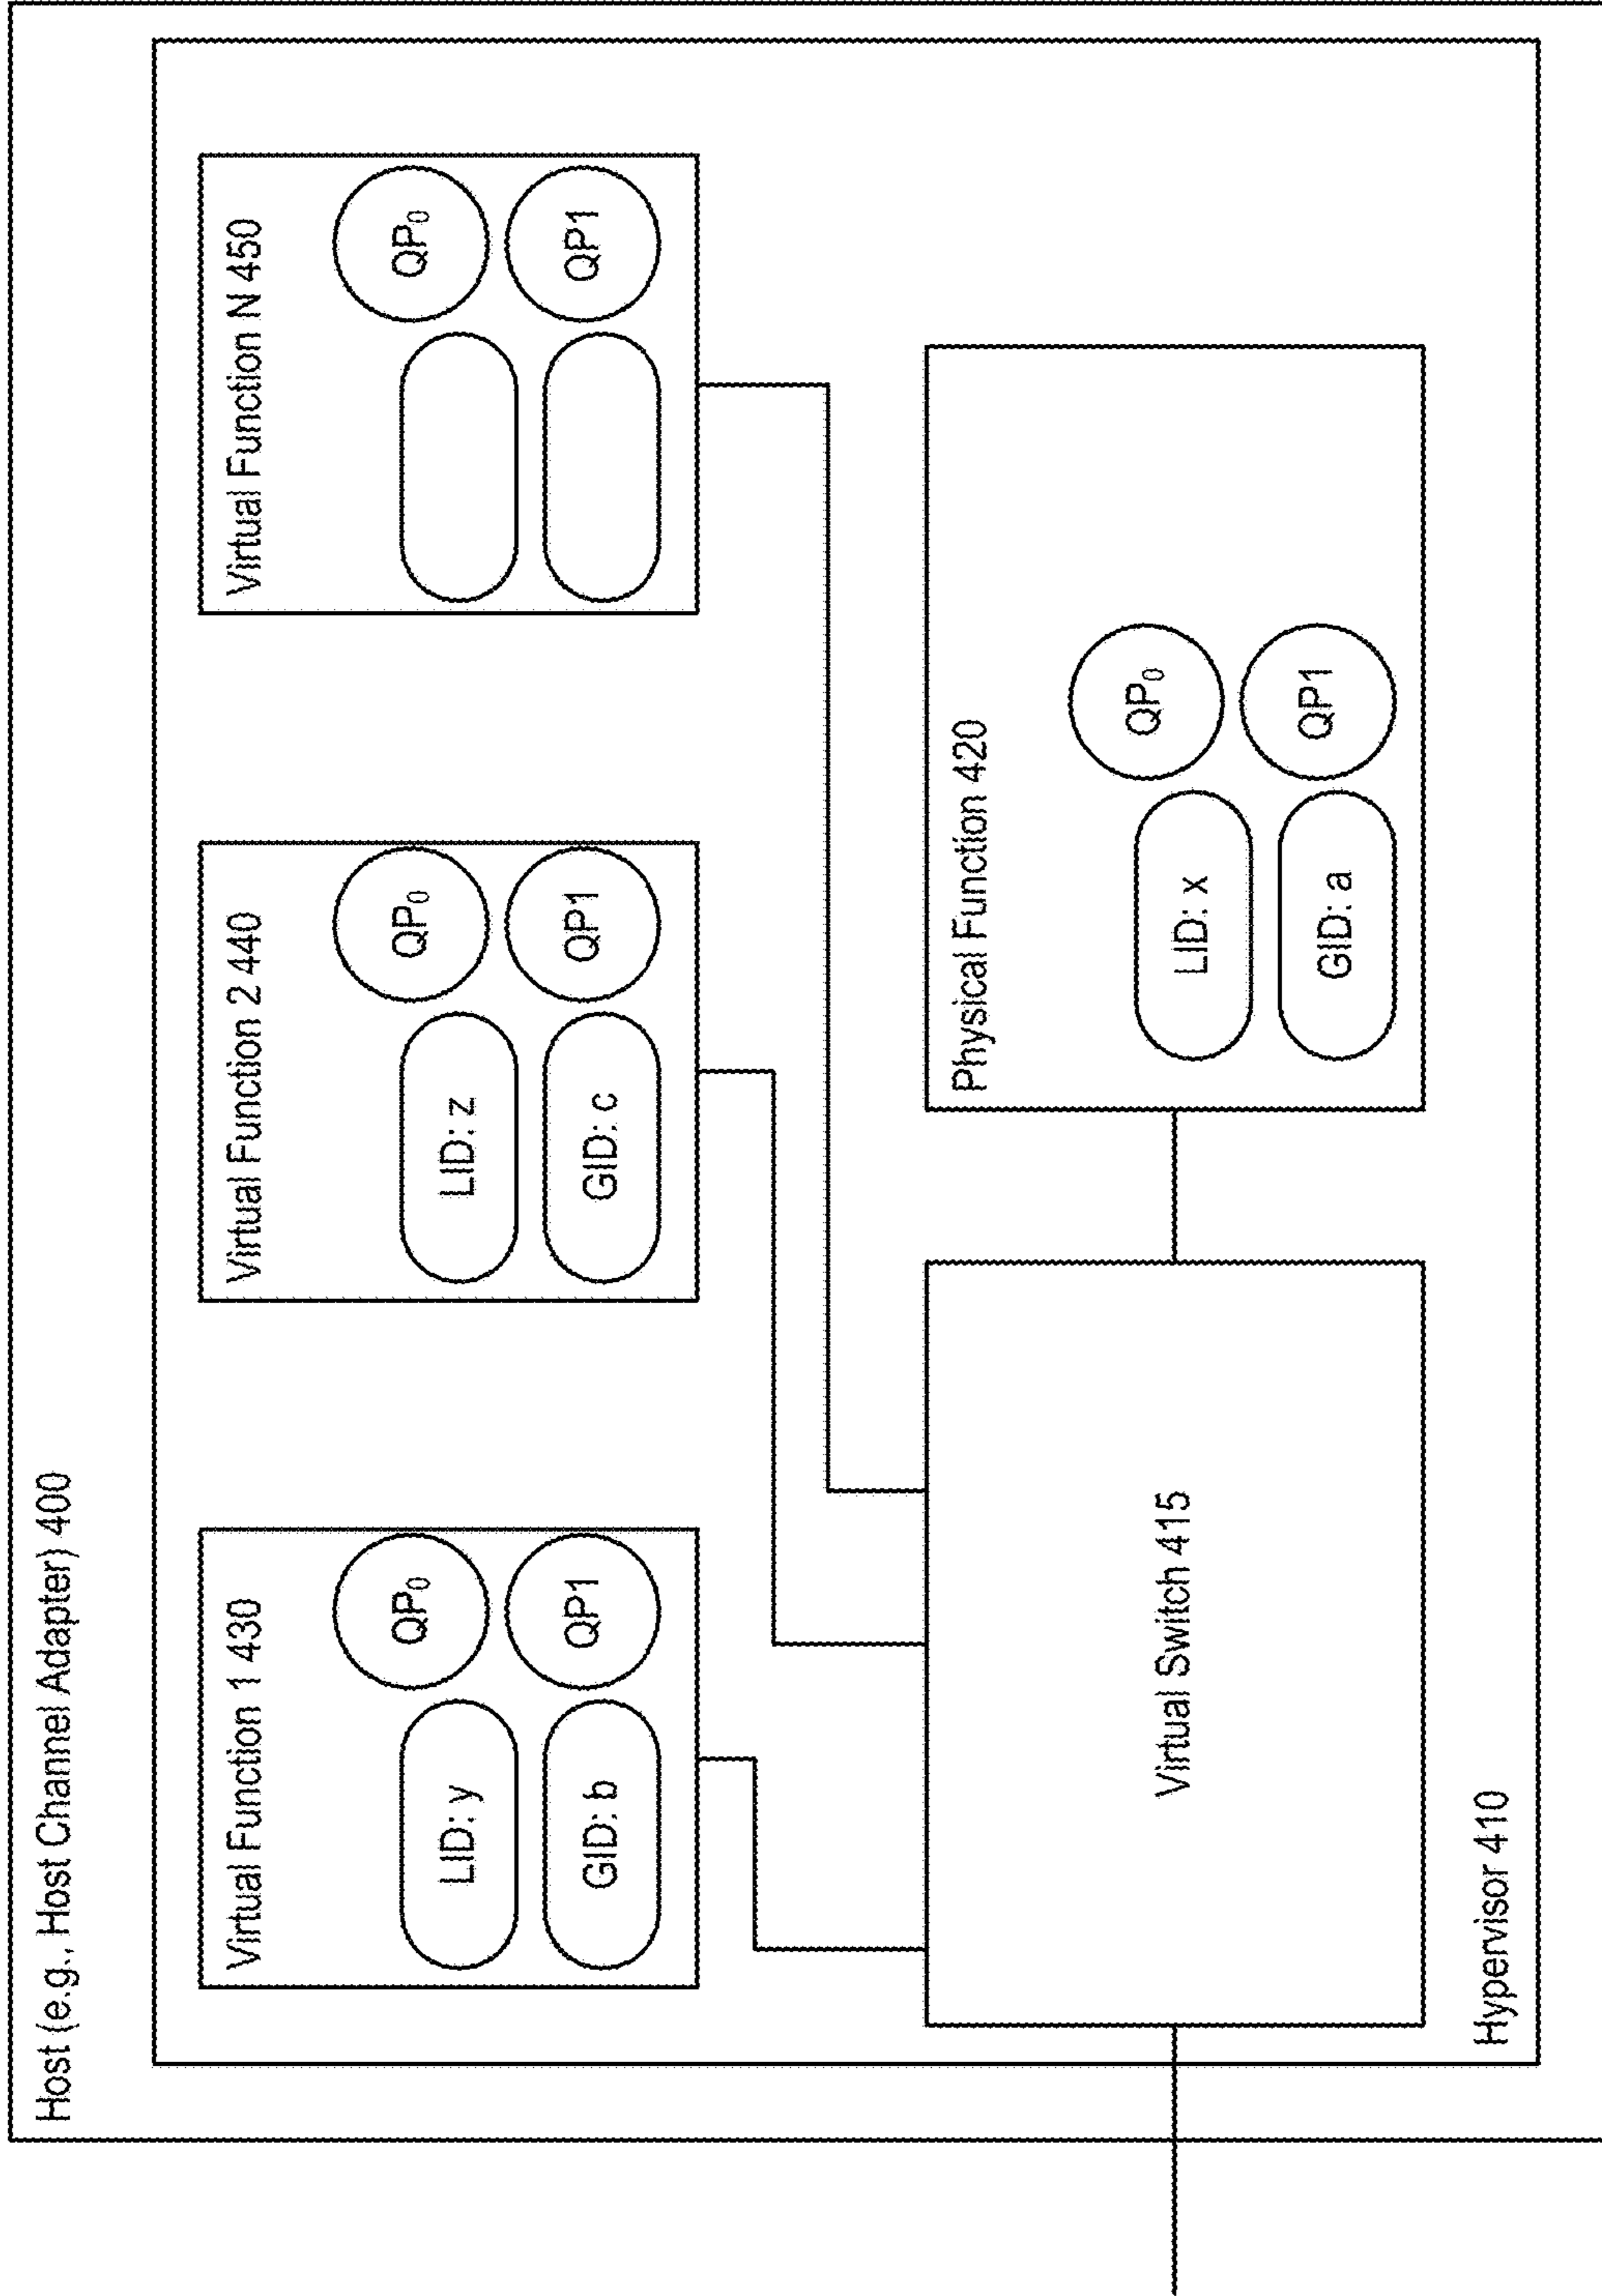 Host (e.g., Host Channel Adapter) 400
Virtual Function 1 430
QP0
LID: y
QP1
GID: b
Virtual Function 2 440
QP0
LID: z
QP1
GID: c
Virtual Function N 450
QP0
QP1
Virtual Switch 415
Physical Function 420
QP0
LID: x
QP1
GID: a
Hypervisor 410